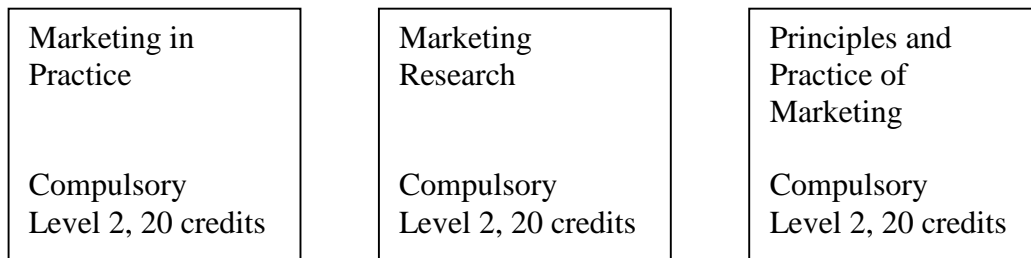 Marketing in
Practice
Compulsory
Level 2, 20 credits
Marketing
Research
Compulsory
Level 2, 20 credits
Principles and
Practice of
Marketing
Compulsory
Level 2, 20 credits